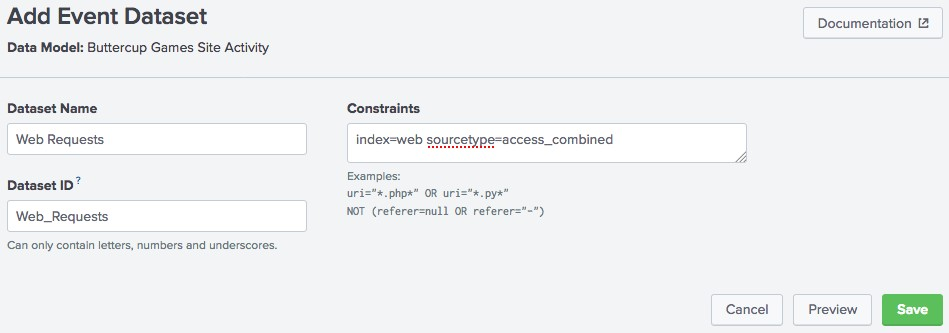 Add Event Dataset
Documentation
Data Model: Buttercup Games Site Activity
Dataset Name
Web Requests
Dataset ID ?
Web_Requests
Can only contain letters, numbers and underscores.
Constraints
index=web sourcetype=access_combined
Examples:
uri="*.php*" OR uri="*.py*"
NOT (referer=null OR referer="-")
Cancel
Preview
Save